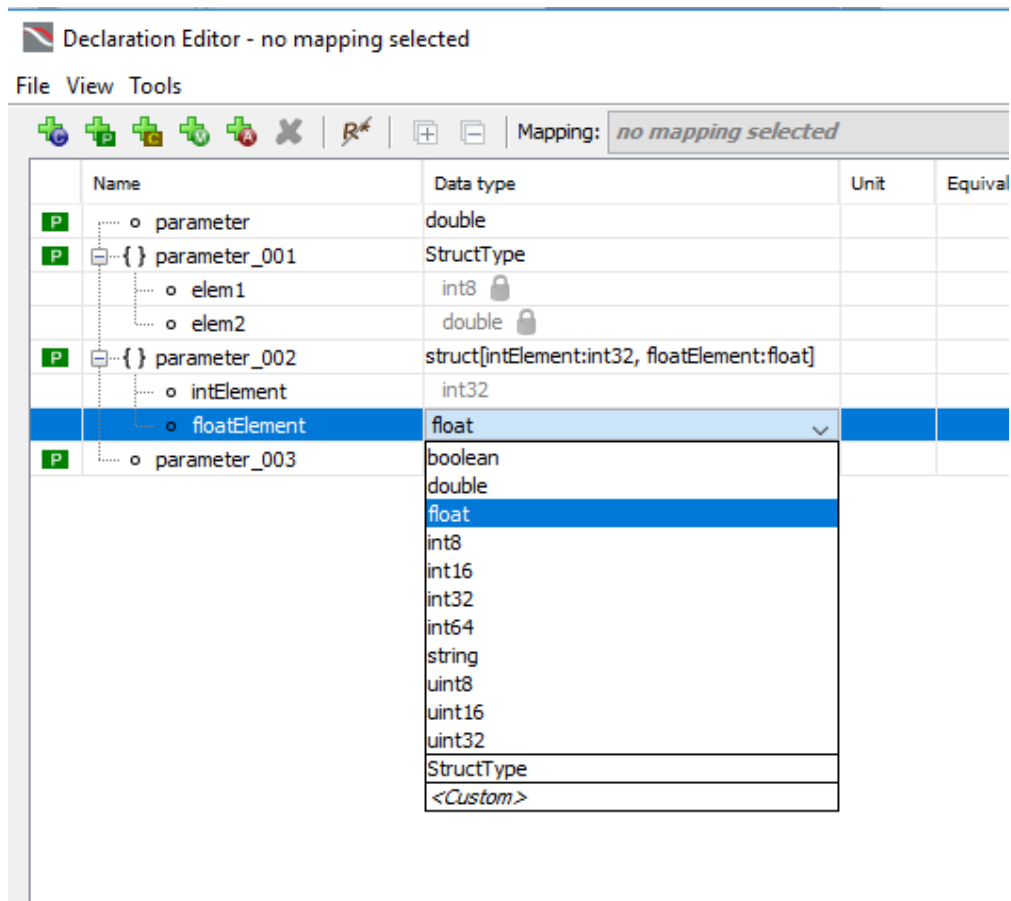 Declaration Editor - no mapping selected
File View Tools
Mapping: no mapping selected
Name Data type Unit Equival
P parameter double
P { } parameter_001 StructType
elem1 int8
elem2 double
P { } parameter_002 struct[intElement:int32, floatElement:float]
intElement int32
floatElement float
P parameter_003
boolean
double
float
int8
int16
int32
int64
string
uint8
uint16
uint32
StructType
<Custom>